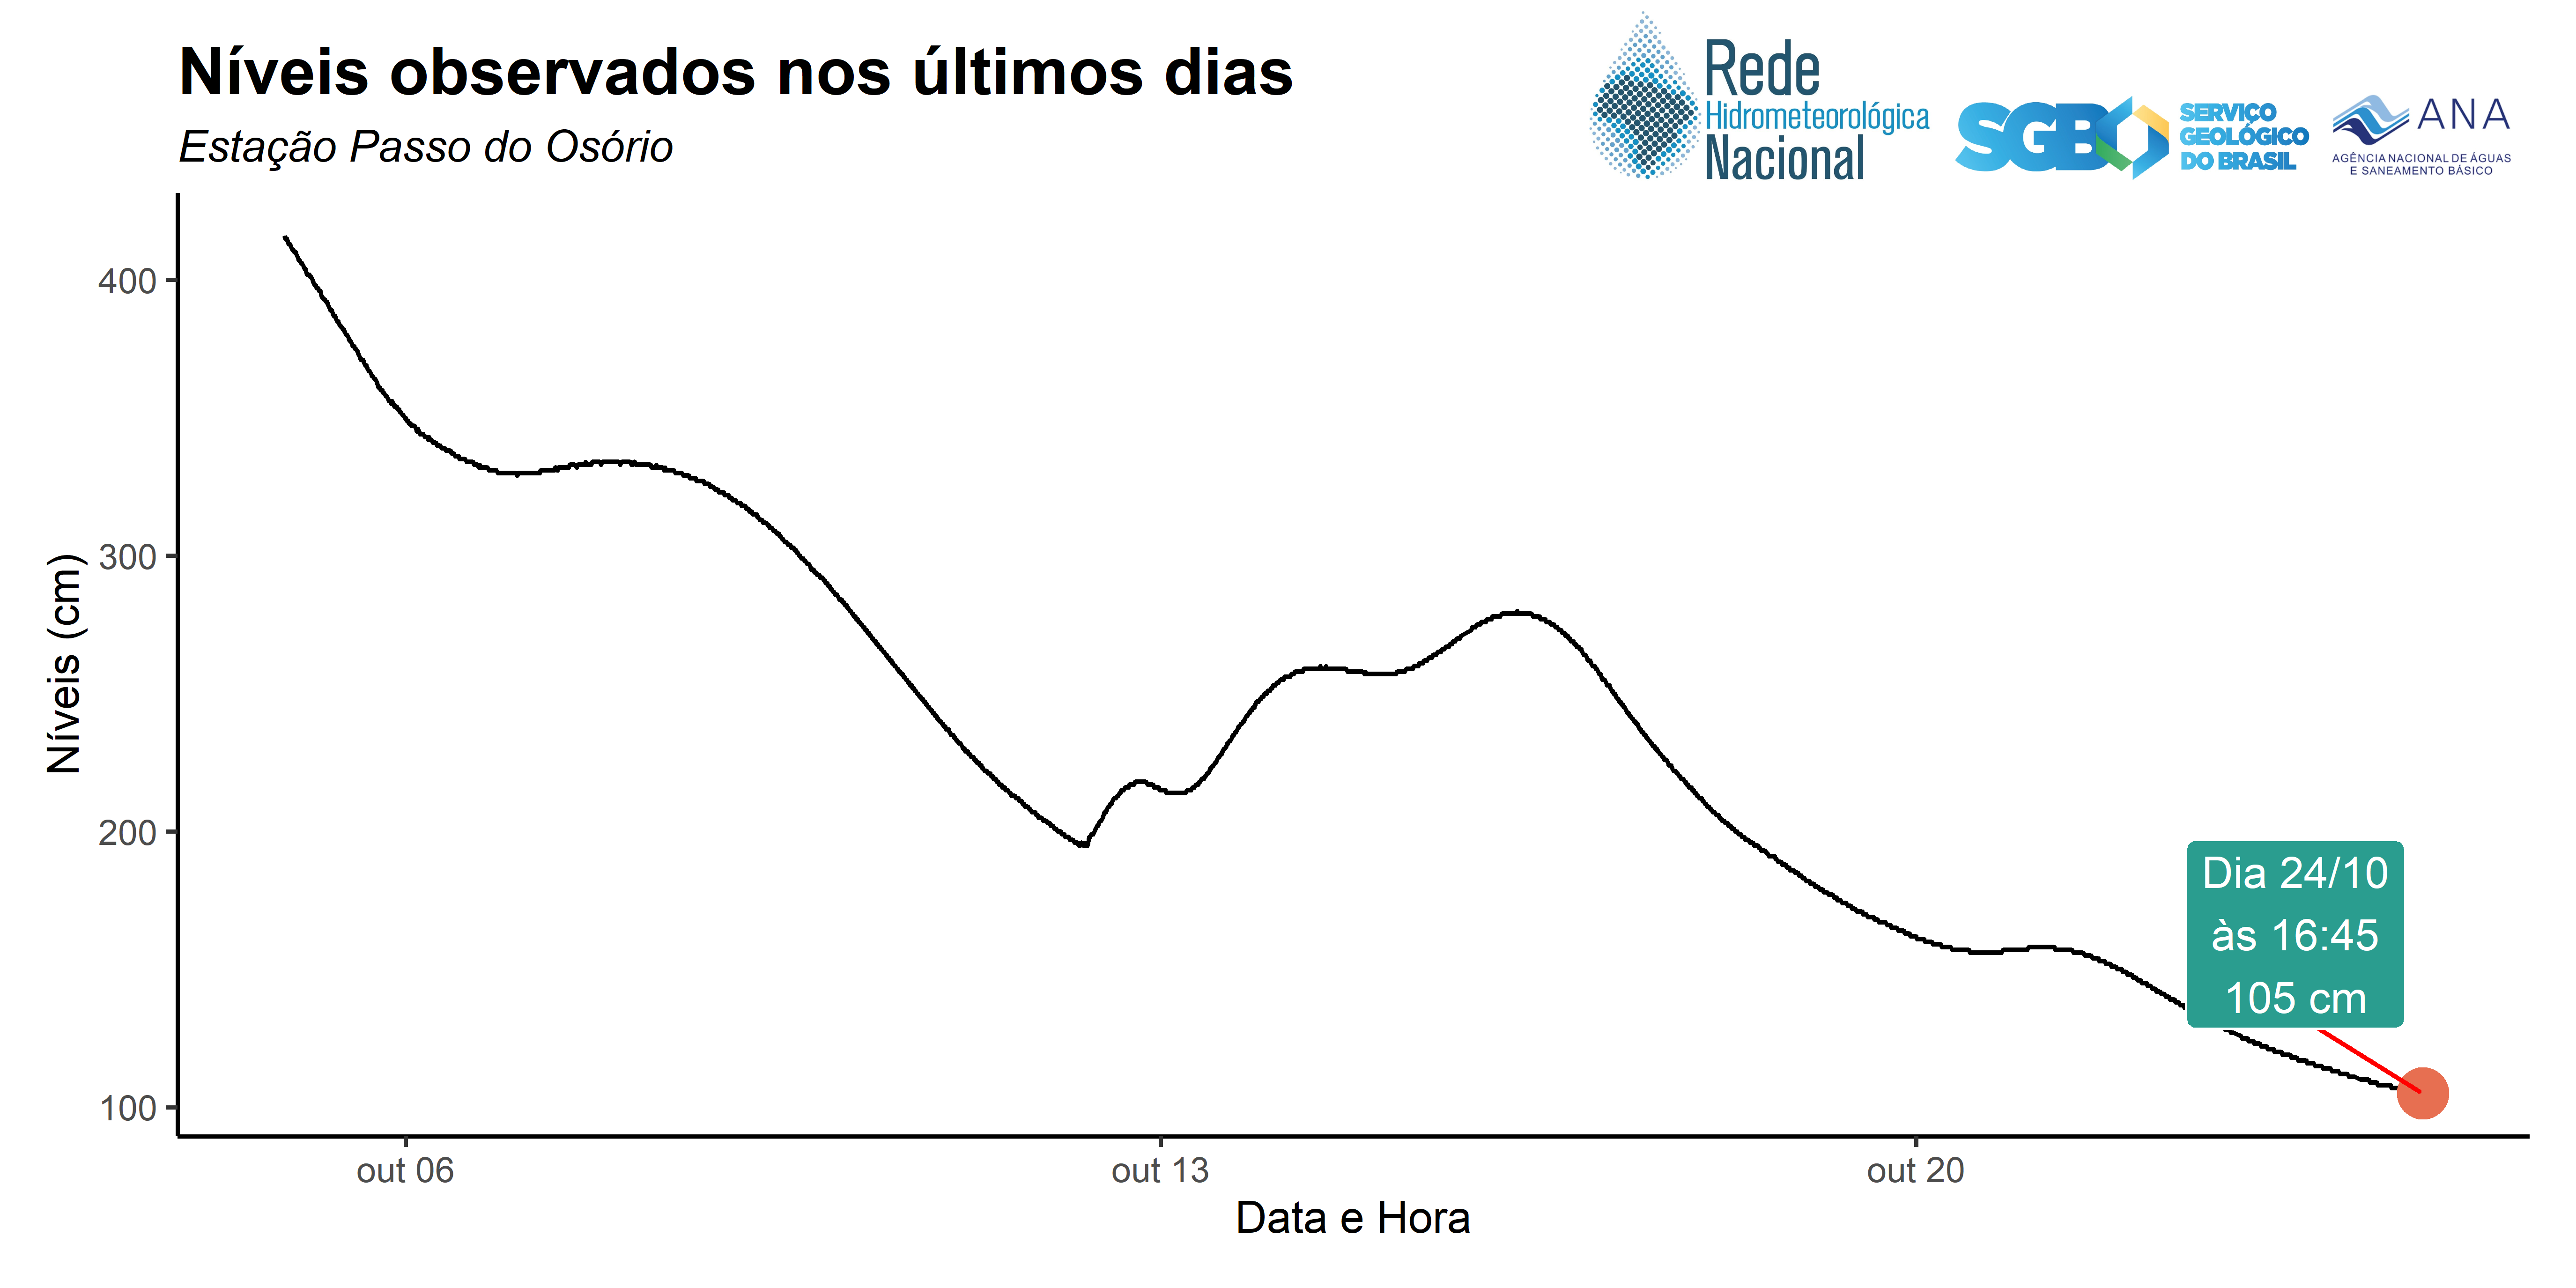 Níveis observados nos últimos dias
Estação Passo do Osório
Rede
Hidrometeorológica
Nacional
SGB
SERVIÇO
GEOLÓGICO
DO BRASIL
ANA
AGÊNCIA NACIONAL DE ÁGUAS
E SANEAMENTO BÁSICO
Níveis (cm)
400
300
200
100
Dia 24/10
às 16:45
105 cm
out 06
out 13
out 20
Data e Hora